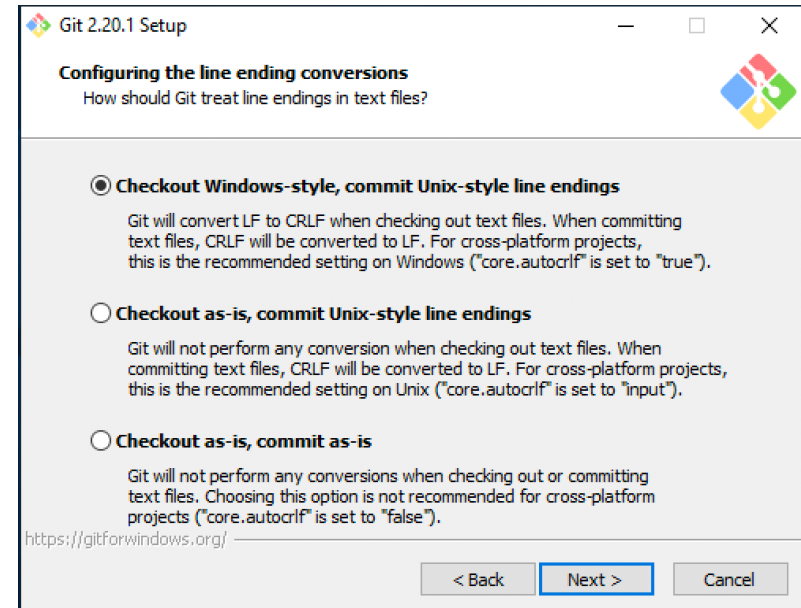 Git 2.20.1 Setup
Configuring the line ending conversions
How should Git treat line endings in text files?
Checkout Windows-style, commit Unix-style line endings
Git will convert LF to CRLF when checking out text files. When committing
text files, CRLF will be converted to LF. For cross-platform projects,
this is the recommended setting on Windows ("core.autocrlf" is set to "true").
Checkout as-is, commit Unix-style line endings
Git will not perform any conversion when checking out text files. When
committing text files, CRLF will be converted to LF. For cross-platform projects,
this is the recommended setting on Unix ("core.autocrlf" is set to "input").
Checkout as-is, commit as-is
Git will not perform any conversions when checking out or committing
text files. Choosing this option is not recommended for cross-platform
projects ("core.autocrlf" is set to "false").
https://gitforwindows.org/
< Back
Next >
Cancel